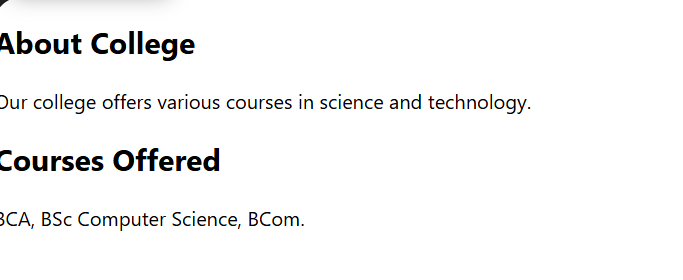 About College
Our college offers various courses in science and technology.
Courses Offered
BCA, BSc Computer Science, BCom.